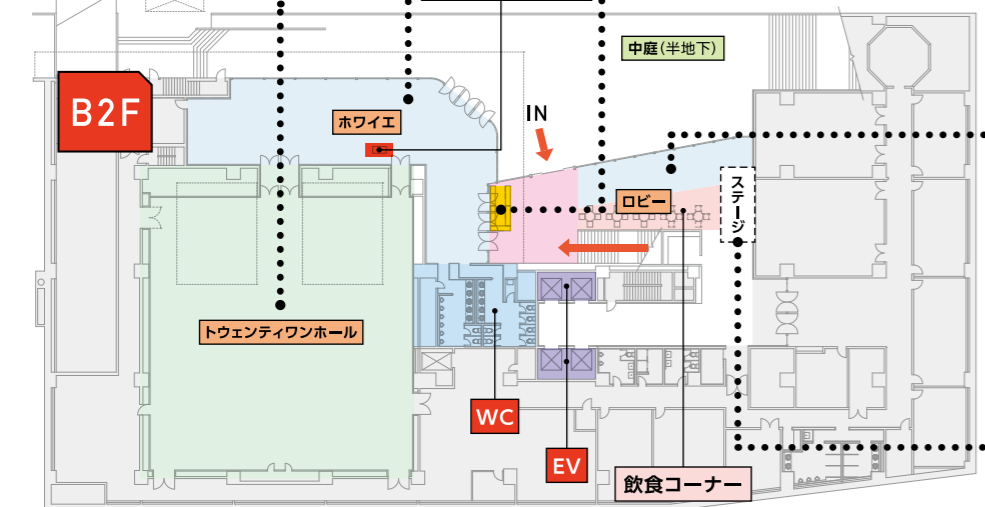 中庭(半地下)
B2F
IN
ホワイエ
ステージ
ロビー
トウェンティワンホール
WC
EV
飲食コーナー